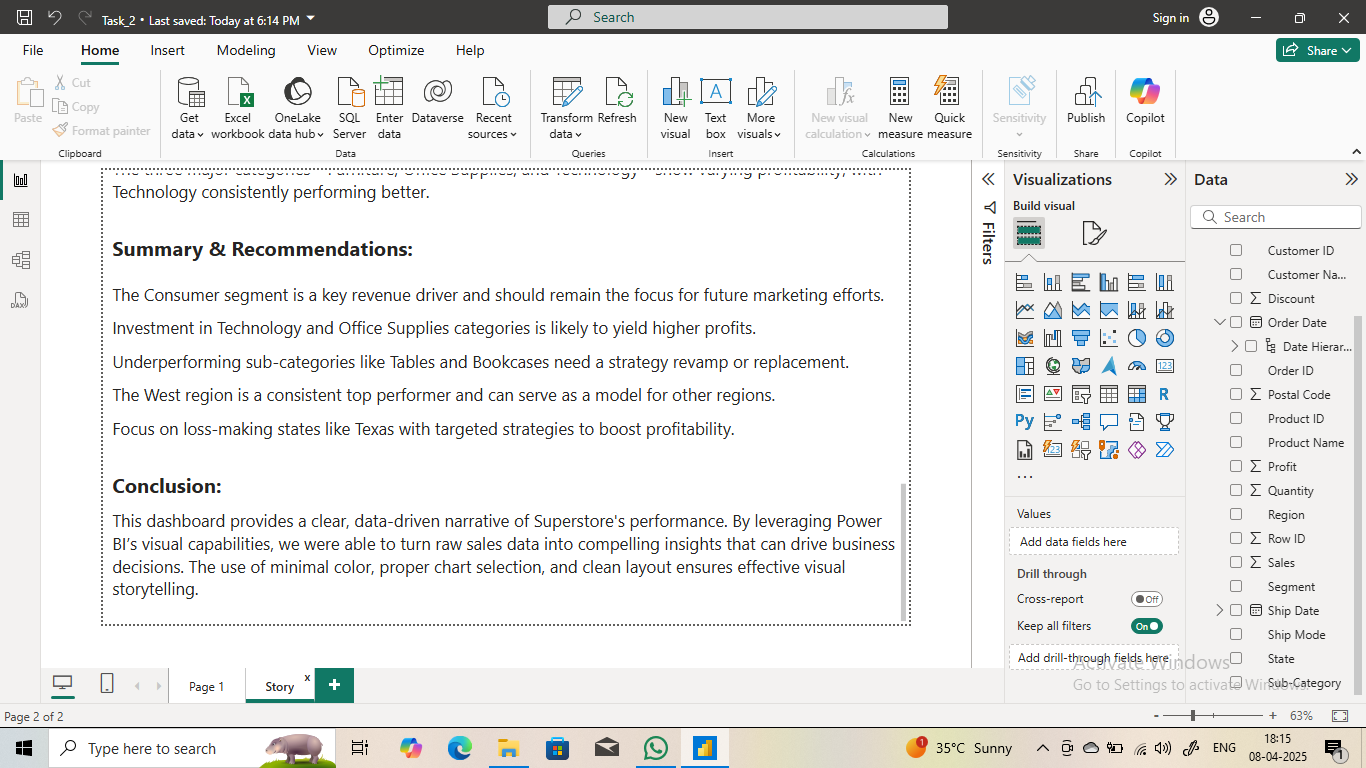 Task_2 • Last saved: Today at 6:14 PM
Search
Sign in
File Home Insert Modeling View Optimize Help
Share
Paste
Cut
Copy
Format painter
Clipboard
Get data
Excel workbook
OneLake data hub
SQL Server
Enter data
Dataverse
Recent sources
Data
Transform data
Refresh
Queries
New visual
Text box
More visuals
Insert
New visual calculation
New measure
Quick measure
Calculations
Sensitivity
Sensitivity
Publish
Share
Copilot
Copilot
Technology consistently performing better.
Summary & Recommendations:
The Consumer segment is a key revenue driver and should remain the focus for future marketing efforts.
Investment in Technology and Office Supplies categories is likely to yield higher profits.
Underperforming sub-categories like Tables and Bookcases need a strategy revamp or replacement.
The West region is a consistent top performer and can serve as a model for other regions.
Focus on loss-making states like Texas with targeted strategies to boost profitability.
Conclusion:
This dashboard provides a clear, data-driven narrative of Superstore's performance. By leveraging Power
BI's visual capabilities, we were able to turn raw sales data into compelling insights that can drive business
decisions. The use of minimal color, proper chart selection, and clean layout ensures effective visual
storytelling.
Filters
Visualizations
Build visual
123
R
Py
123
...
Values
Add data fields here
Drill through
Cross-report
Off
Keep all filters
On
Add drill-through fields here
Data
Search
Customer ID
Customer Na...
Discount
Order Date
Date Hierar...
Order ID
Postal Code
Product ID
Product Name
Profit
Quantity
Region
Row ID
Sales
Segment
Ship Date
Ship Mode
State
Sub-Category
Activate Windows
Go to Settings to activate Windows.
Page 1
Story
x
+
Page 2 of 2
- + 63%
Type here to search
1
35°C Sunny
ENG
18:15
08-04-2025
1